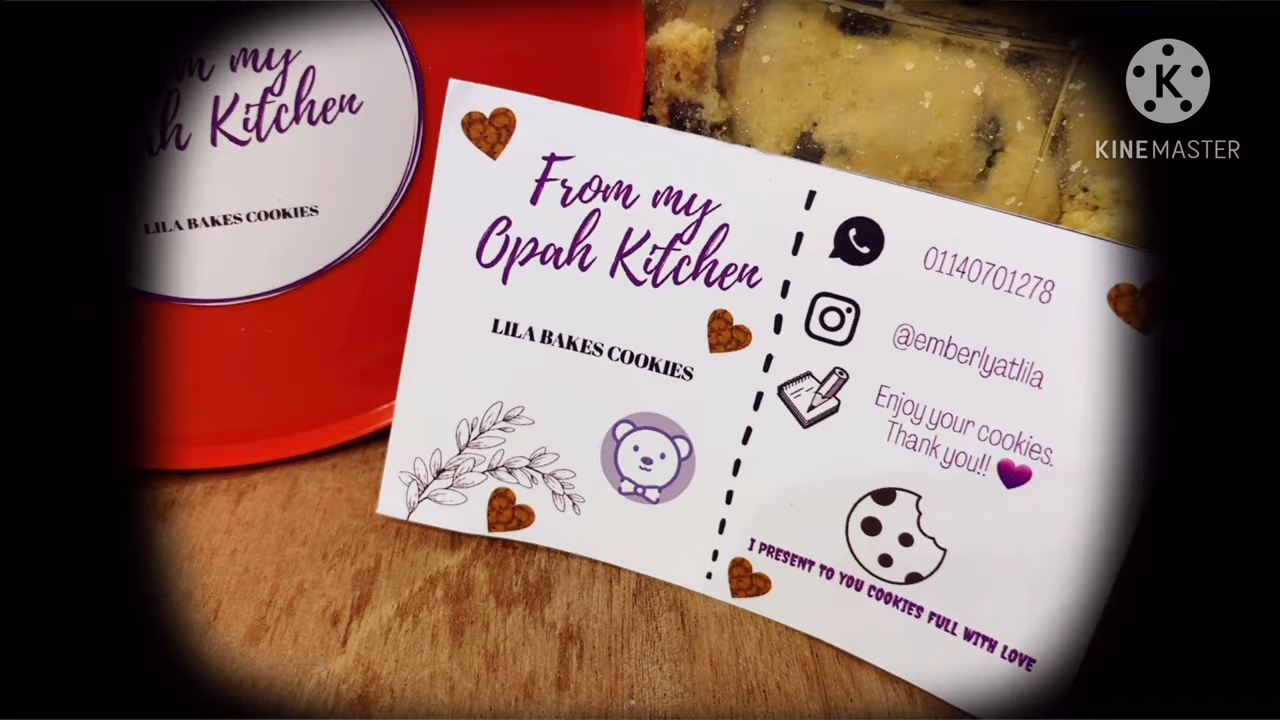 m my
ah Kitchen
LILA BAKES COOKIES
From my
Opah Kitchen
LILA BAKES COOKIES
01140701278
@emberlyatlila
Enjoy your cookies.
Thank you!!
I PRESENT TO YOU COOKIES FULL WITH LOVE
K
KINEMASTER